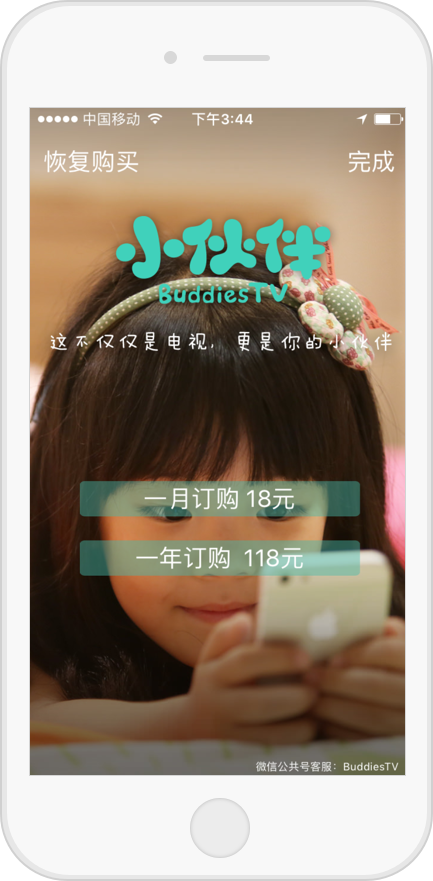 中国移动 下午3:44
恢复购买 完成
小伙伴
BuddiesTV
这不仅仅是电视，更是你的小伙伴
一月订购 18元
一年订购 118元
微信公共号客服：BuddiesTV